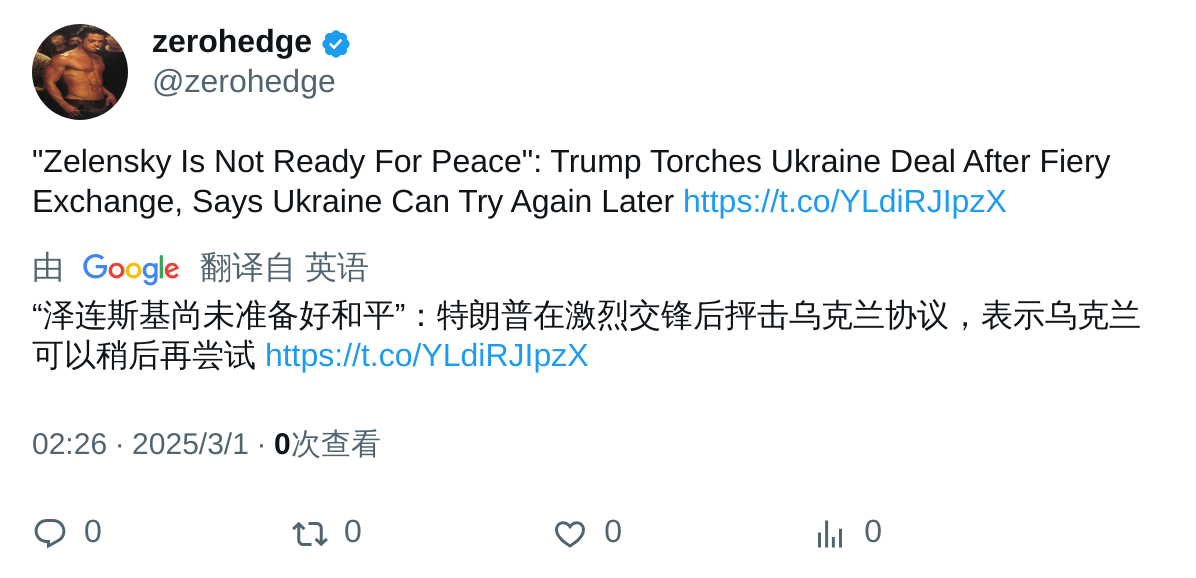 zerohedge
@zerohedge
"Zelensky Is Not Ready For Peace": Trump Torches Ukraine Deal After Fiery
Exchange, Says Ukraine Can Try Again Later https://t.co/YLdiRJIpzX
由 Google 翻译自 英语
“泽连斯基尚未准备好和平”：特朗普在激烈交锋后抨击乌克兰协议，表示乌克兰
可以稍后再尝试 https://t.co/YLdiRJIpzX
02:26 · 2025/3/1 · 0次查看
0 0 0 0